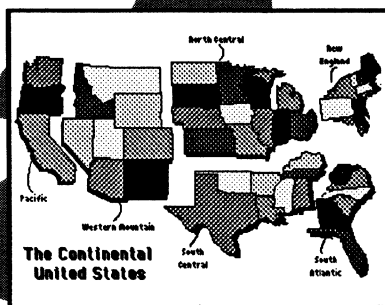 North Central
New
England
Pacific
Western Mountain
South
Central
South
Atlantic
The Continental
United States